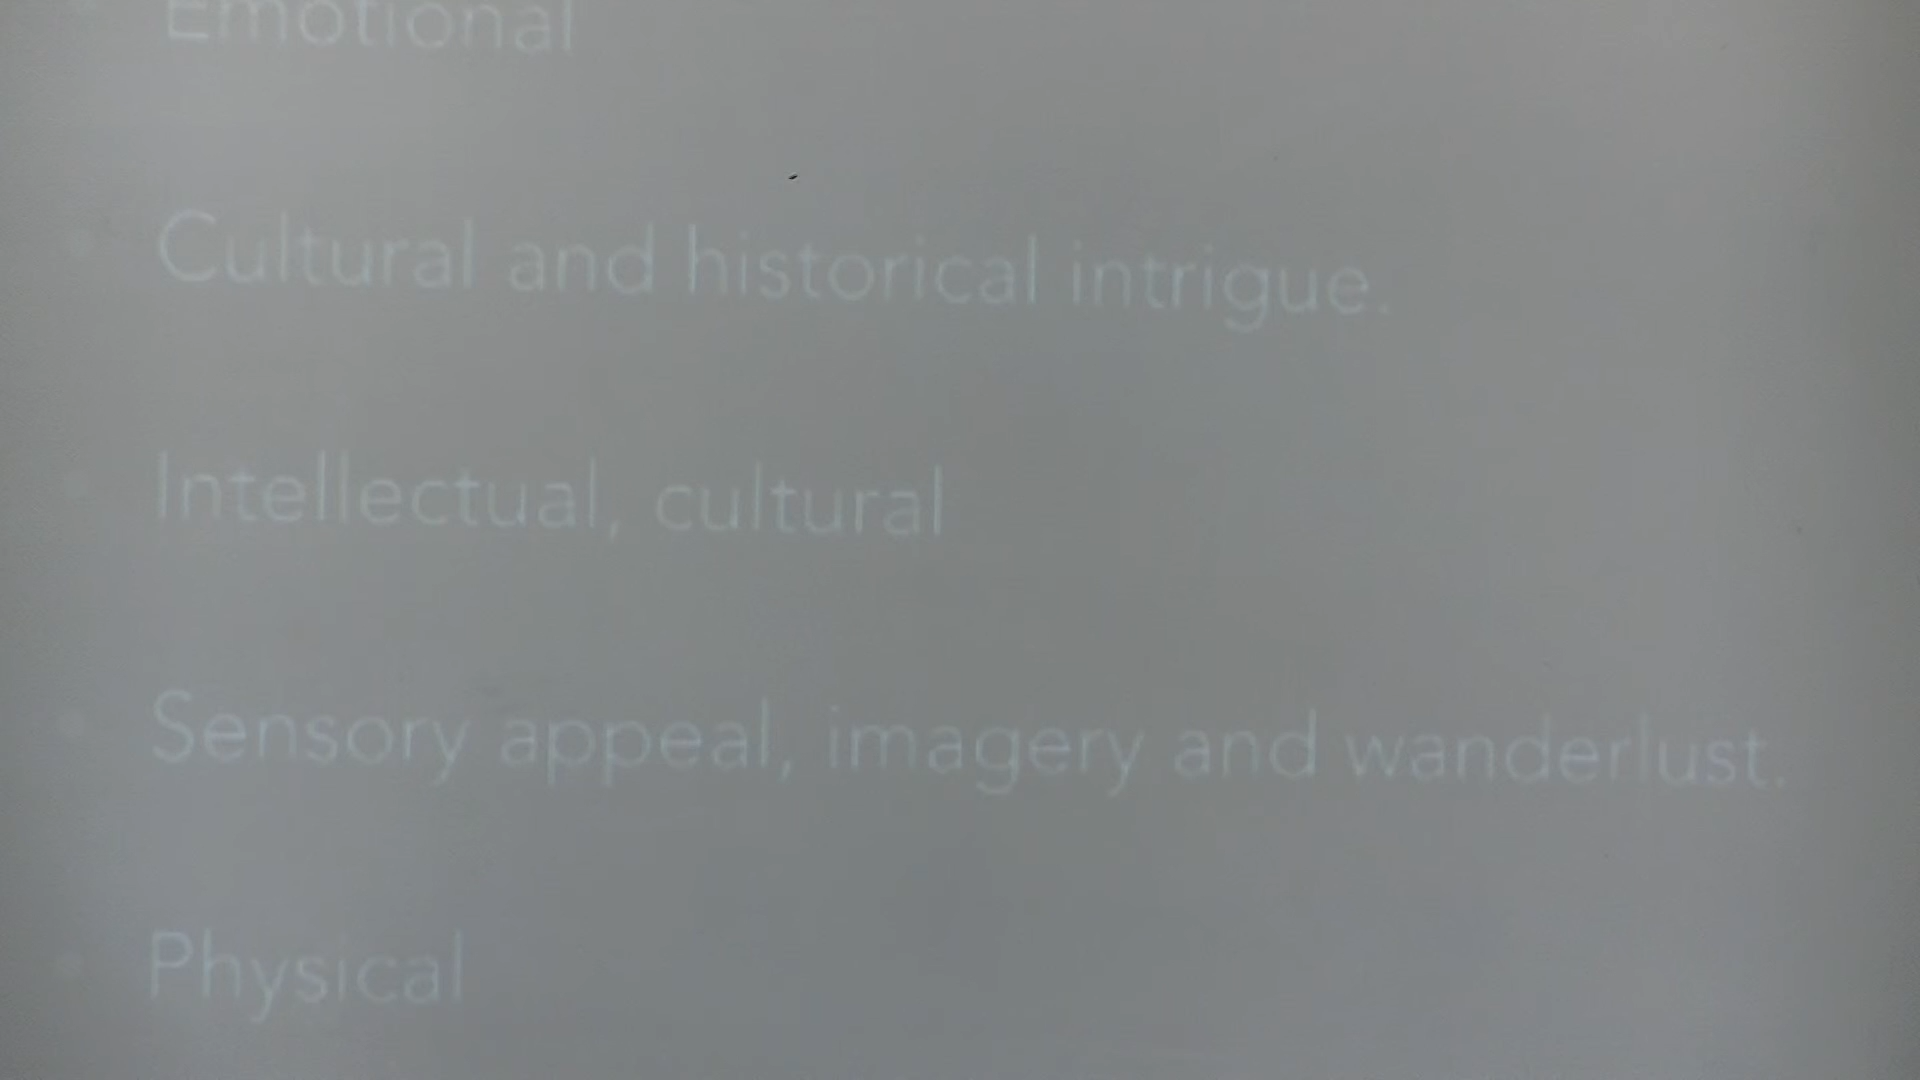 Emotional
Cultural and historical intrigue.
Intellectual, cultural
Sensory appeal, imagery and wanderlust.
Physical